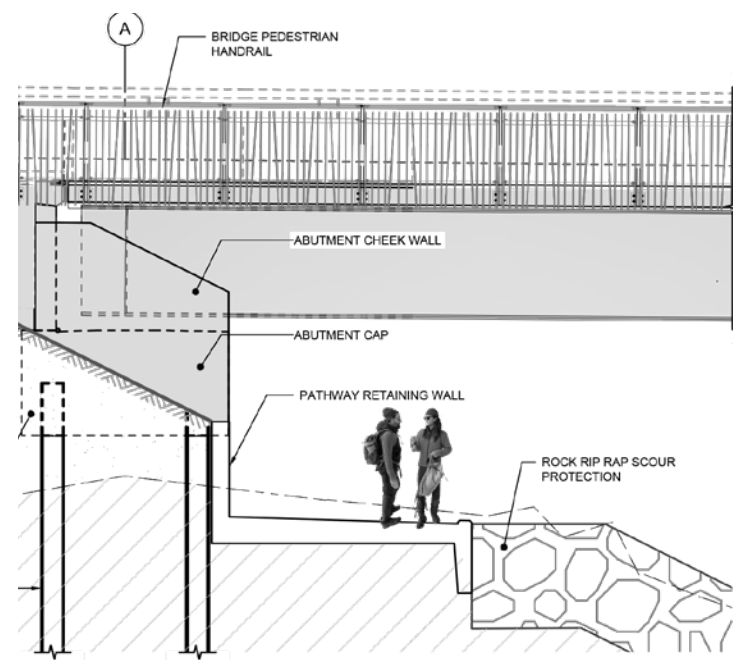 A
BRIDGE PEDESTRIAN
HANDRAIL
ABUTMENT CHEEK WALL
ABUTMENT CAP
PATHWAY RETAINING WALL
ROCK RIP RAP SCOUR
PROTECTION